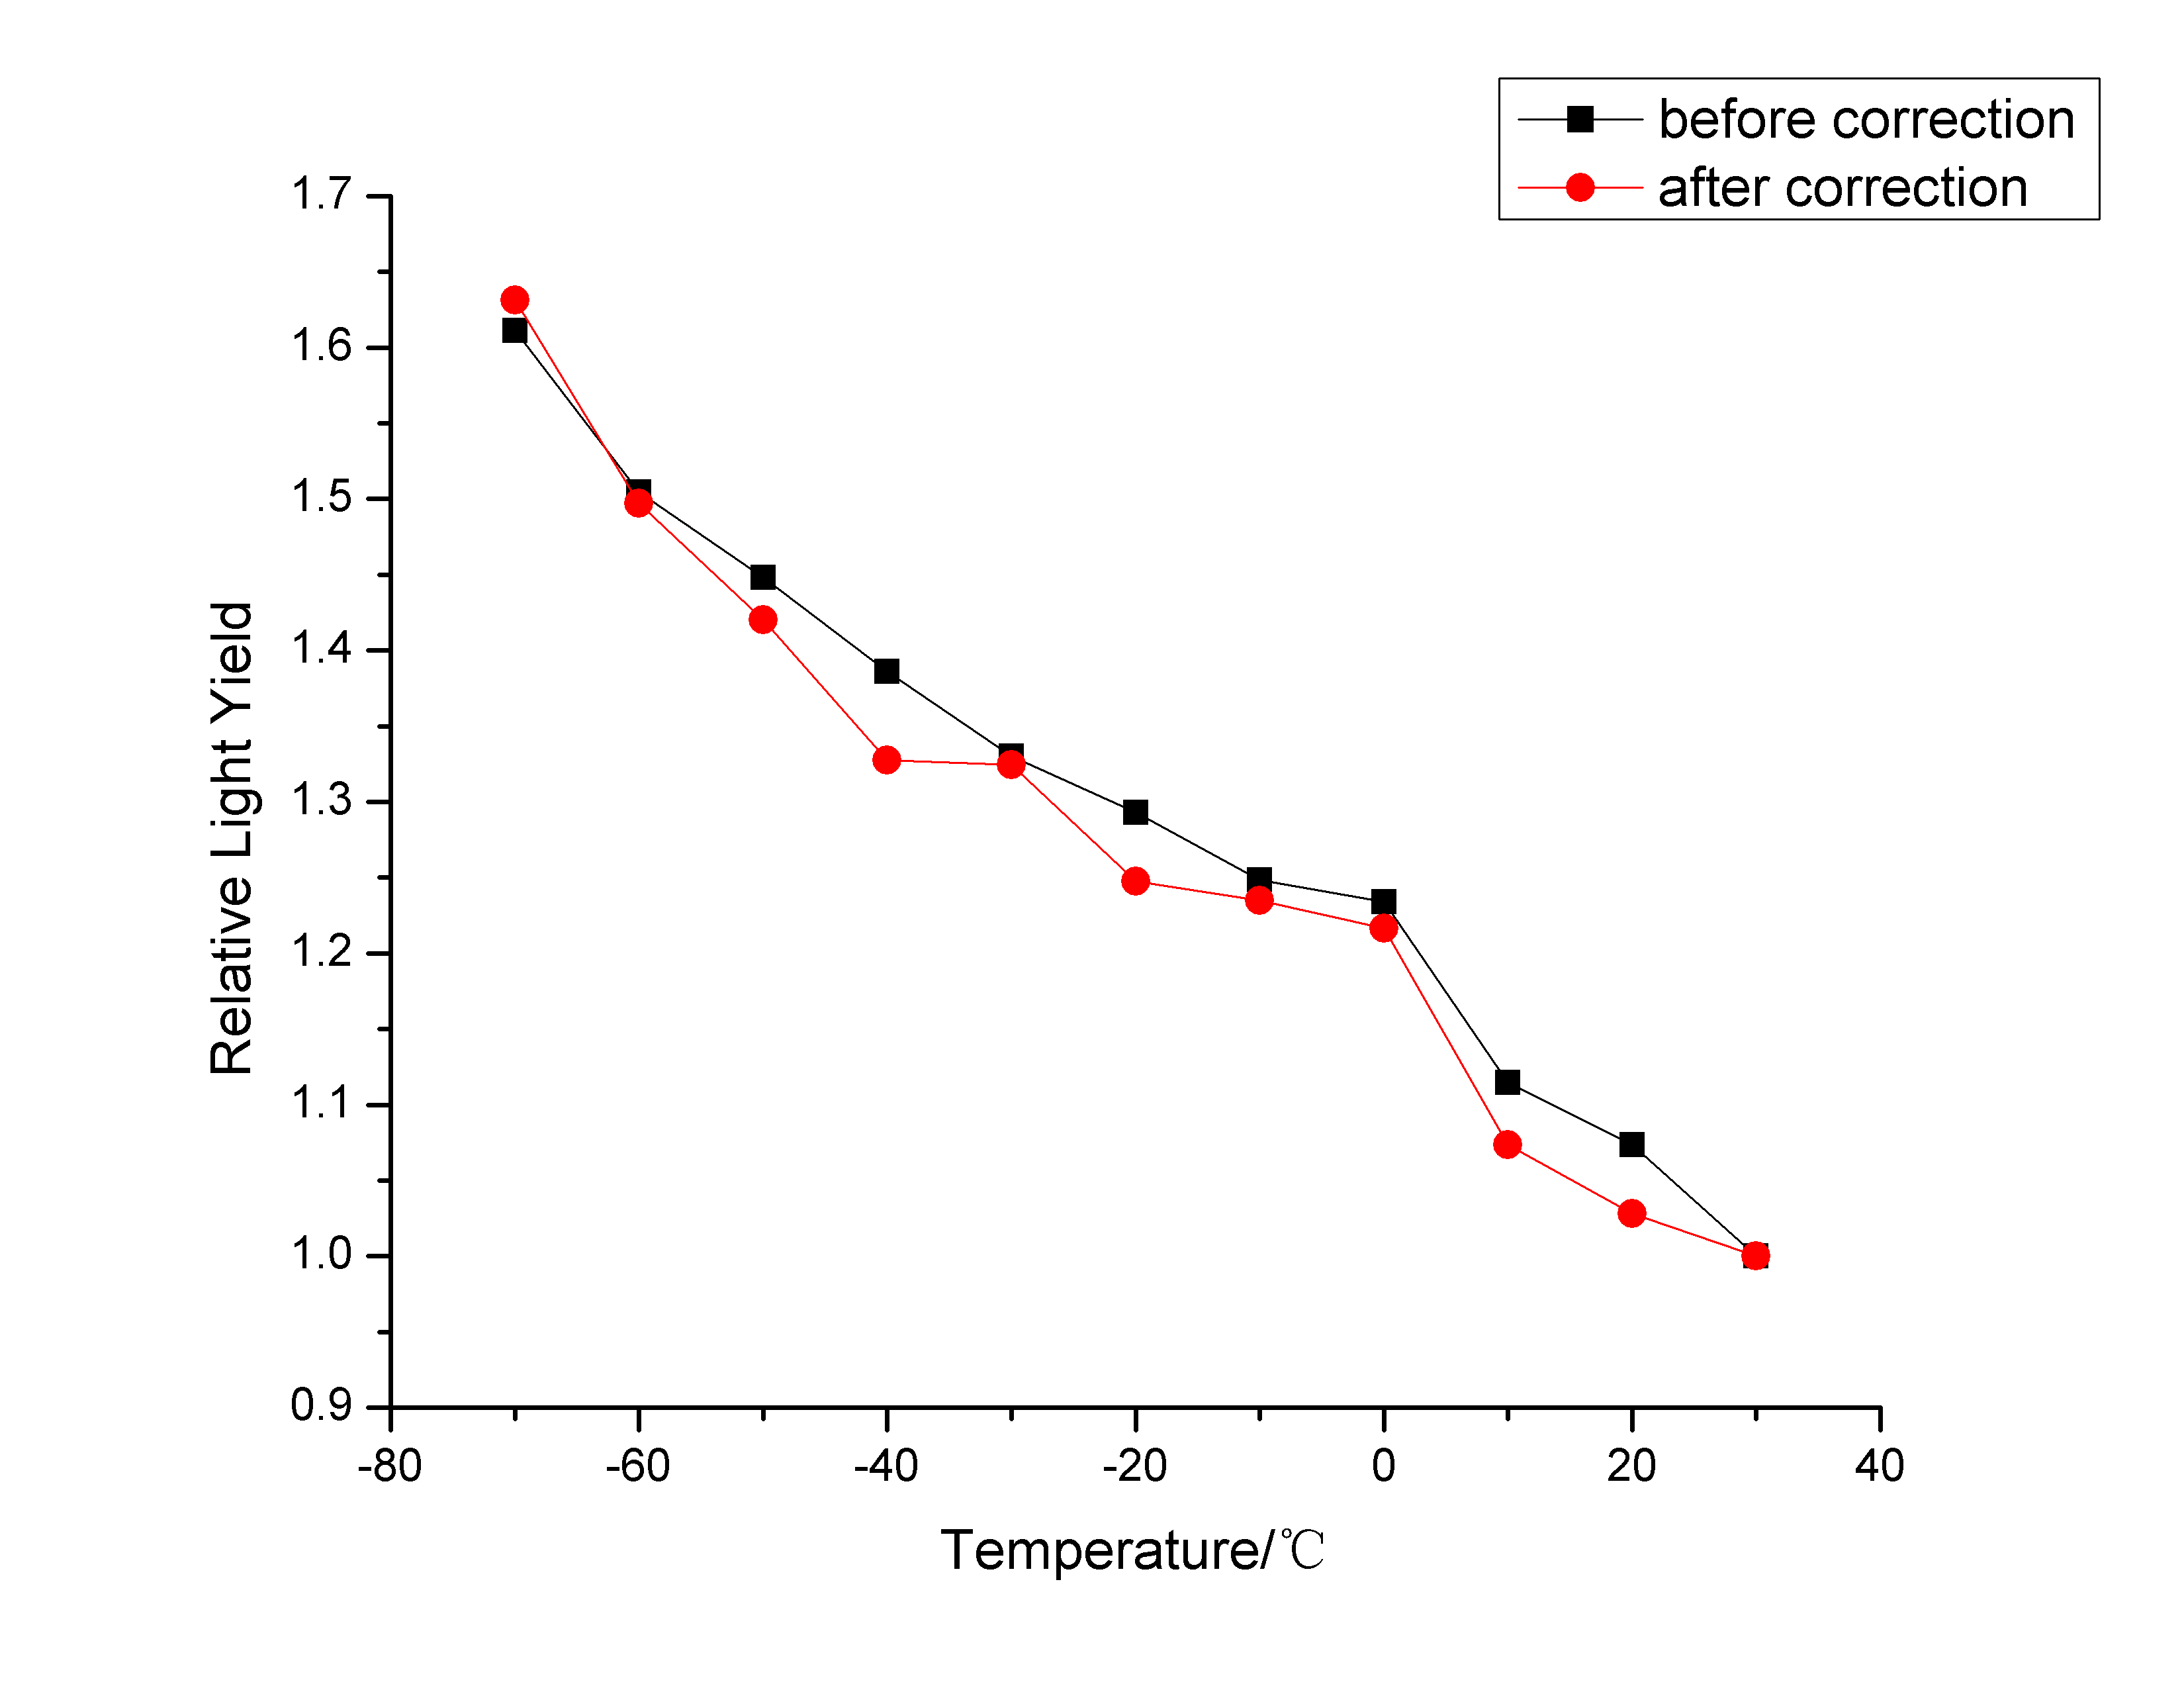 before correction
after correction
1.7
1.6
1.5
1.4
1.3
1.2
1.1
1.0
0.9
Relative Light Yield
-80 -60 -40 -20 0 20 40
Temperature/℃